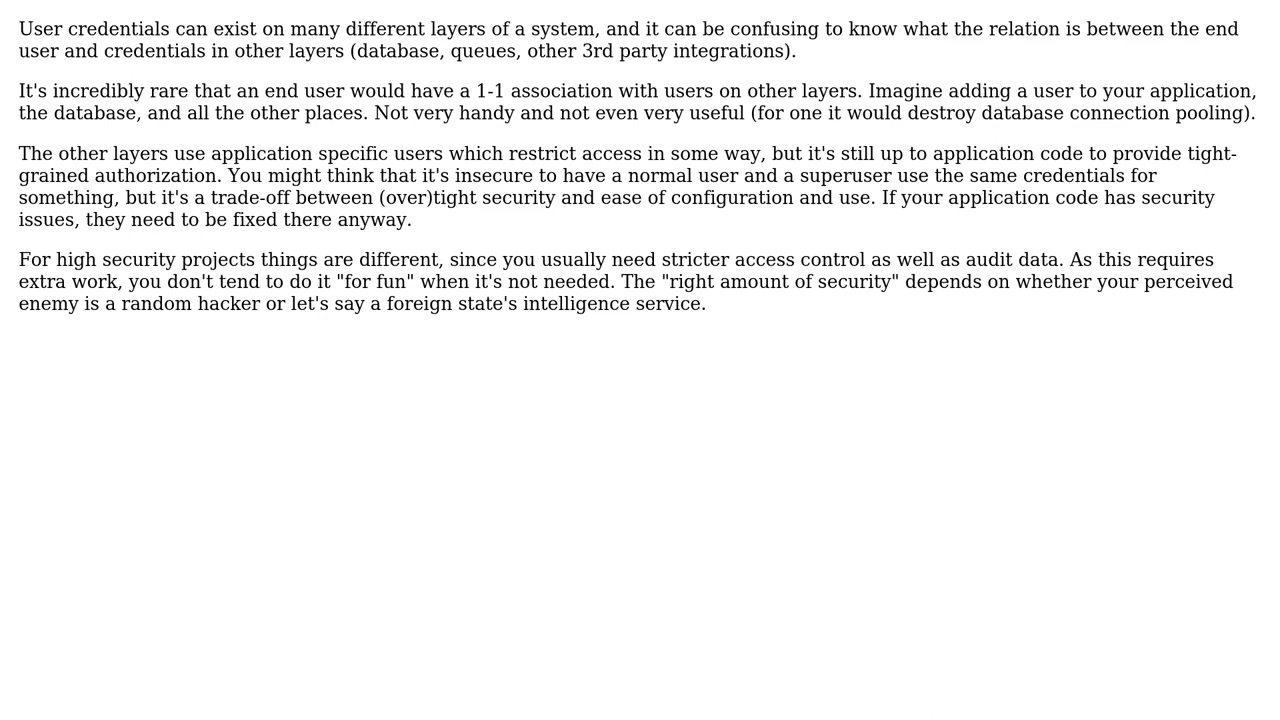 User credentials can exist on many different layers of a system, and it can be confusing to know what the relation is between the end
user and credentials in other layers (database, queues, other 3rd party integrations).
It's incredibly rare that an end user would have a 1-1 association with users on other layers. Imagine adding a user to your application,
the database, and all the other places. Not very handy and not even very useful (for one it would destroy database connection pooling).
The other layers use application specific users which restrict access in some way, but it's still up to application code to provide tight-
grained authorization. You might think that it's insecure to have a normal user and a superuser use the same credentials for
something, but it's a trade-off between (over)tight security and ease of configuration and use. If your application code has security
issues, they need to be fixed there anyway.
For high security projects things are different, since you usually need stricter access control as well as audit data. As this requires
extra work, you don't tend to do it "for fun" when it's not needed. The "right amount of security" depends on whether your perceived
enemy is a random hacker or let's say a foreign state's intelligence service.